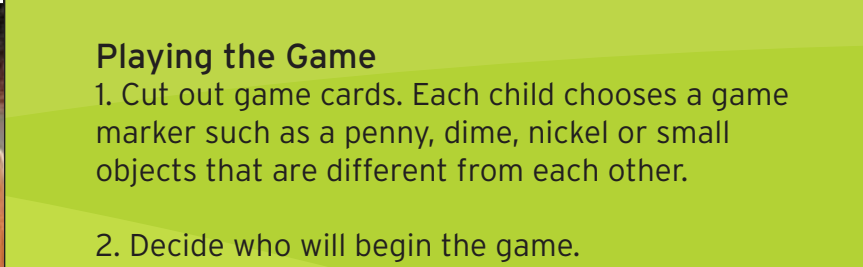 Playing the Game
1. Cut out game cards. Each child chooses a game
marker such as a penny, dime, nickel or small
objects that are different from each other.
2. Decide who will begin the game.